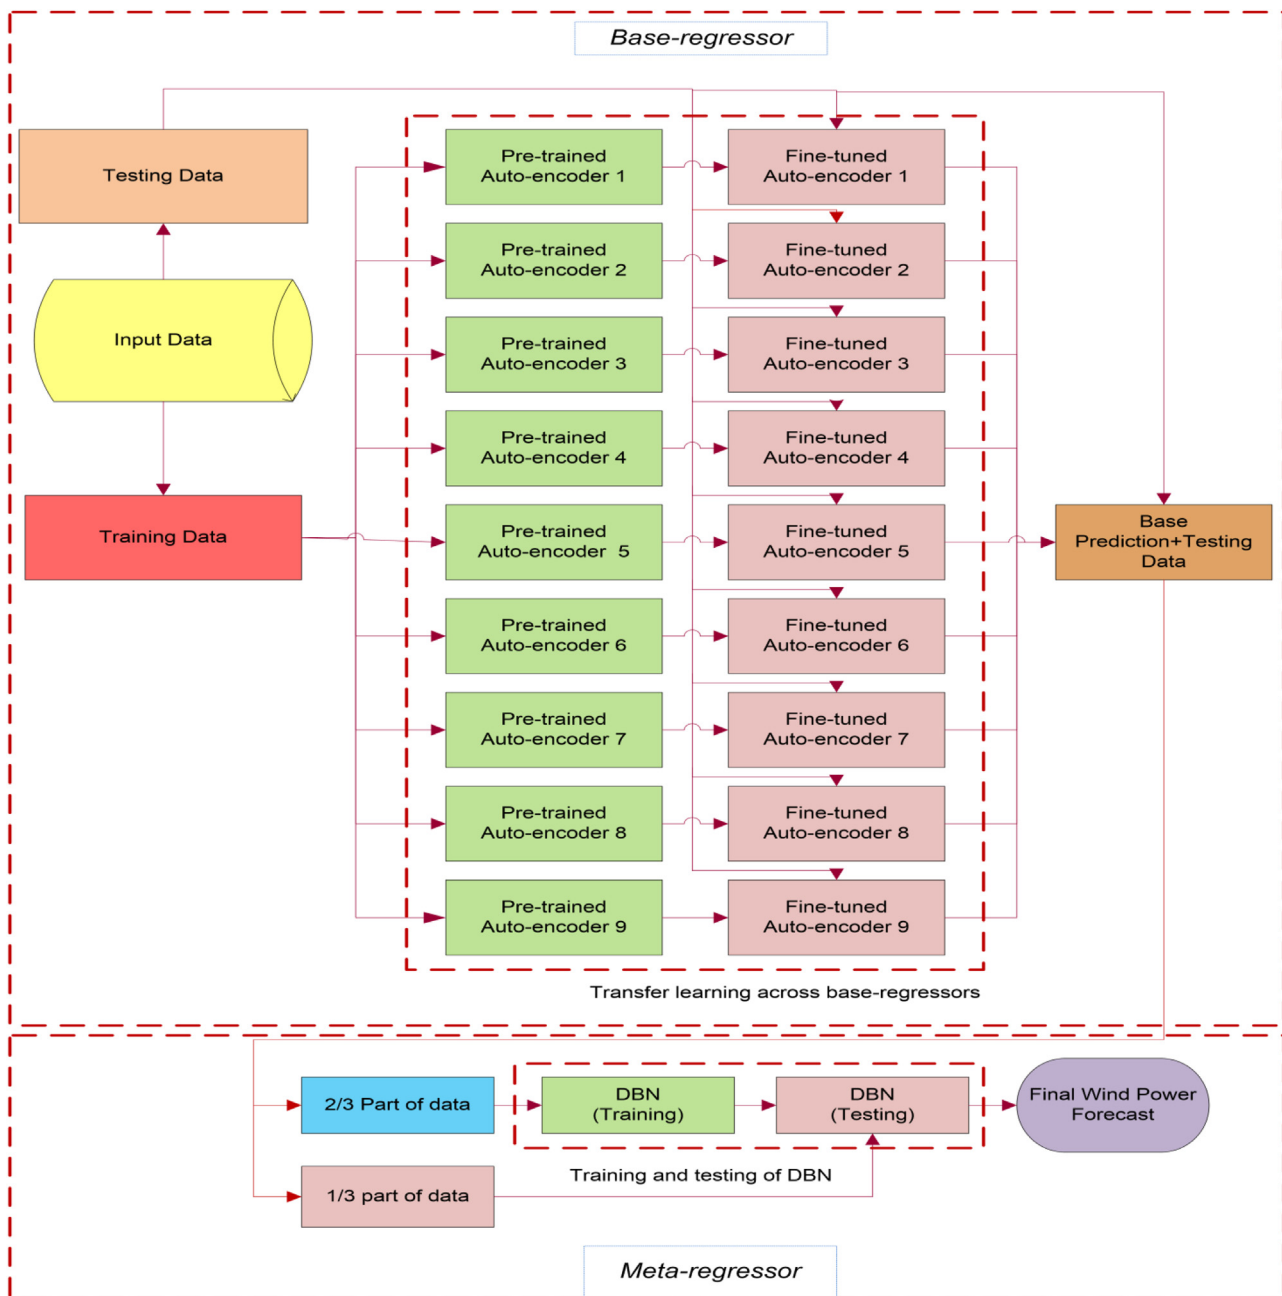 Base-regressor
Testing Data
Input Data
Training Data
Pre-trained
Auto-encoder 1
Fine-tuned
Auto-encoder 1
Pre-trained
Auto-encoder 2
Fine-tuned
Auto-encoder 2
Pre-trained
Auto-encoder 3
Fine-tuned
Auto-encoder 3
Pre-trained
Auto-encoder 4
Fine-tuned
Auto-encoder 4
Pre-trained
Auto-encoder 5
Fine-tuned
Auto-encoder 5
Pre-trained
Auto-encoder 6
Fine-tuned
Auto-encoder 6
Pre-trained
Auto-encoder 7
Fine-tuned
Auto-encoder 7
Pre-trained
Auto-encoder 8
Fine-tuned
Auto-encoder 8
Pre-trained
Auto-encoder 9
Fine-tuned
Auto-encoder 9
Base
Prediction+Testing
Data
Transfer learning across base-regressors
2/3 Part of data
DBN
(Training)
DBN
(Testing)
Final Wind Power
Forecast
Training and testing of DBN
1/3 part of data
Meta-regressor